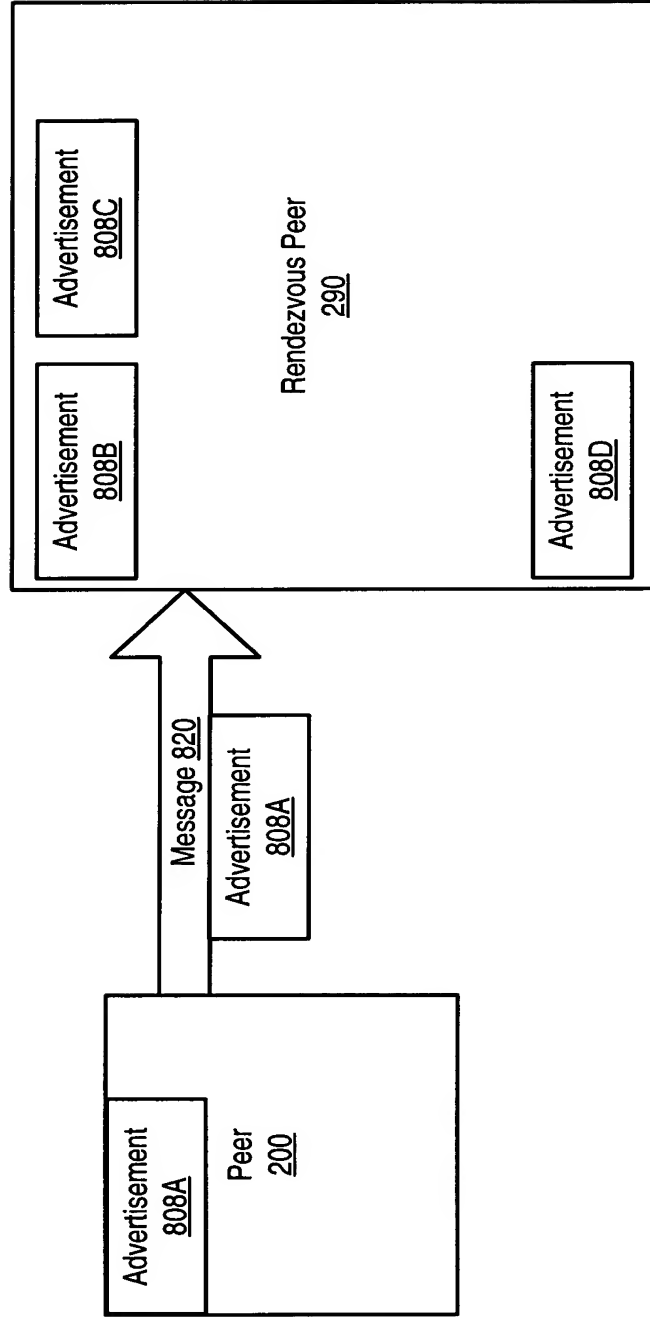 Advertisement
808A
Peer
200
Message 820
Advertisement
808A
Advertisement
808B
Advertisement
808C
Rendezvous Peer
290
Advertisement
808D